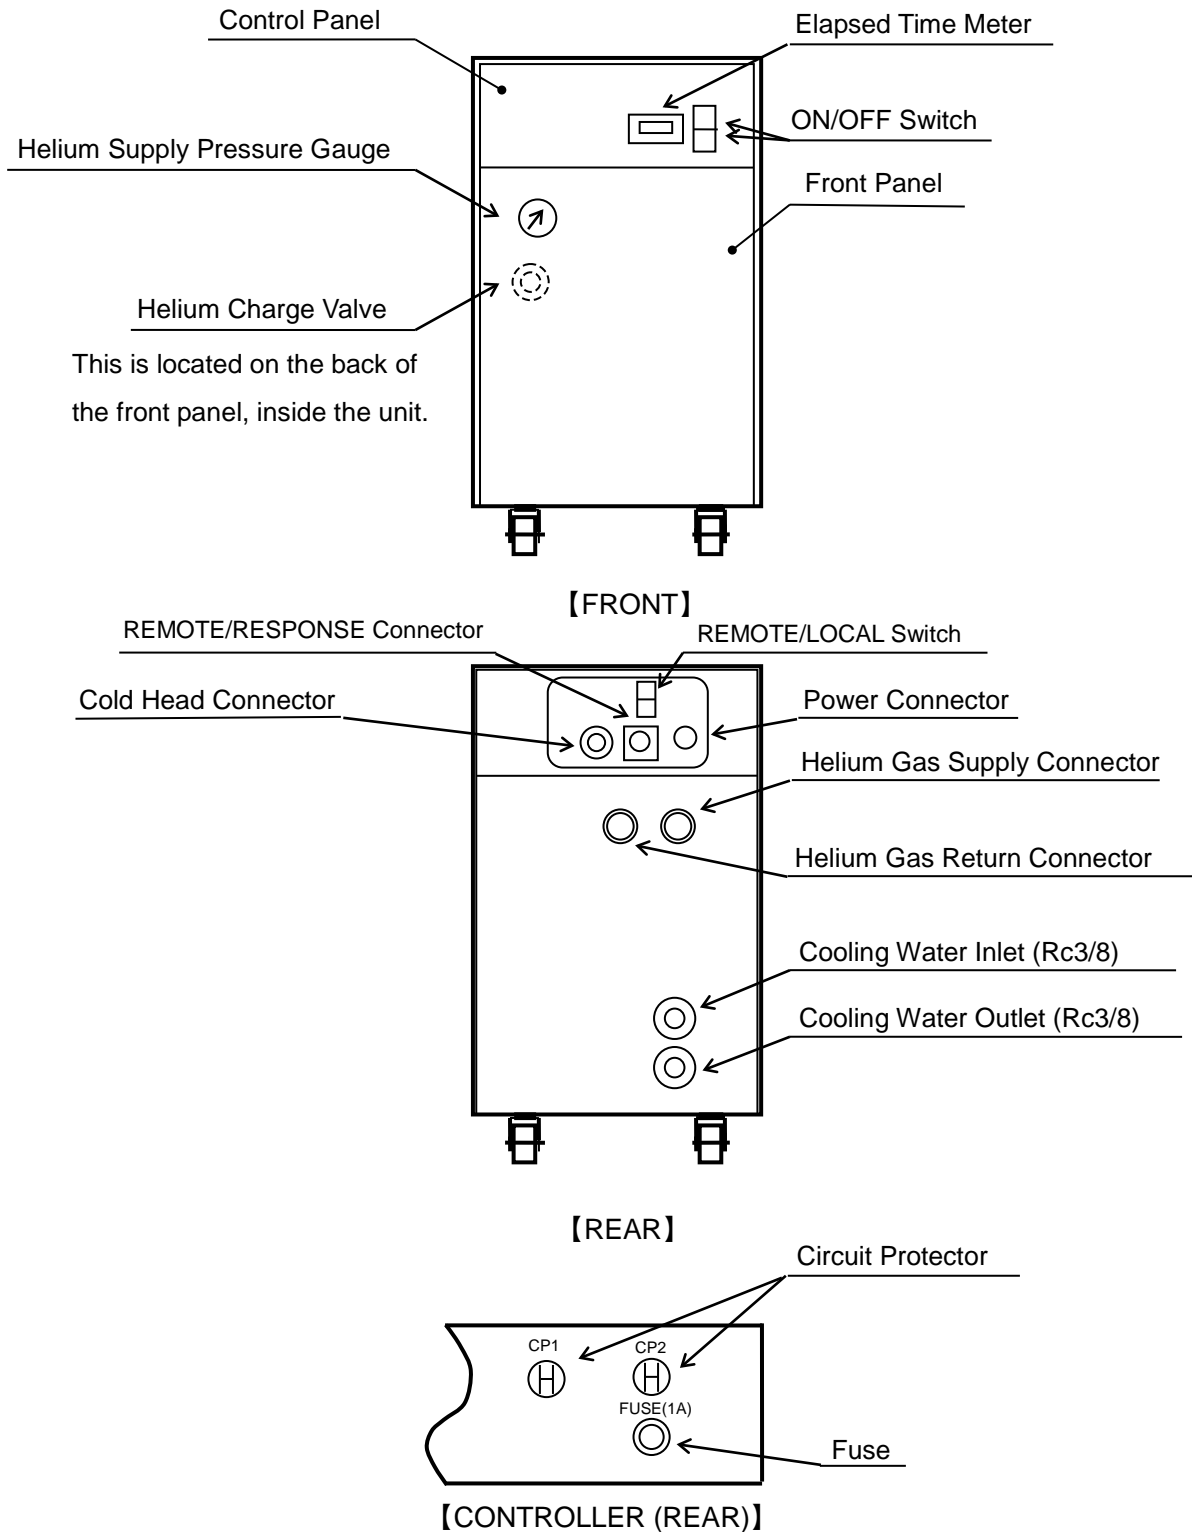 Control Panel
Elapsed Time Meter
ON/OFF Switch
Helium Supply Pressure Gauge
Front Panel
Helium Charge Valve
This is located on the back of
the front panel, inside the unit.
【FRONT】
REMOTE/RESPONSE Connector
REMOTE/LOCAL Switch
Cold Head Connector
Power Connector
Helium Gas Supply Connector
Helium Gas Return Connector
Cooling Water Inlet (Rc3/8)
Cooling Water Outlet (Rc3/8)
【REAR】
Circuit Protector
CP1
CP2
FUSE(1A)
Fuse
【CONTROLLER (REAR)】